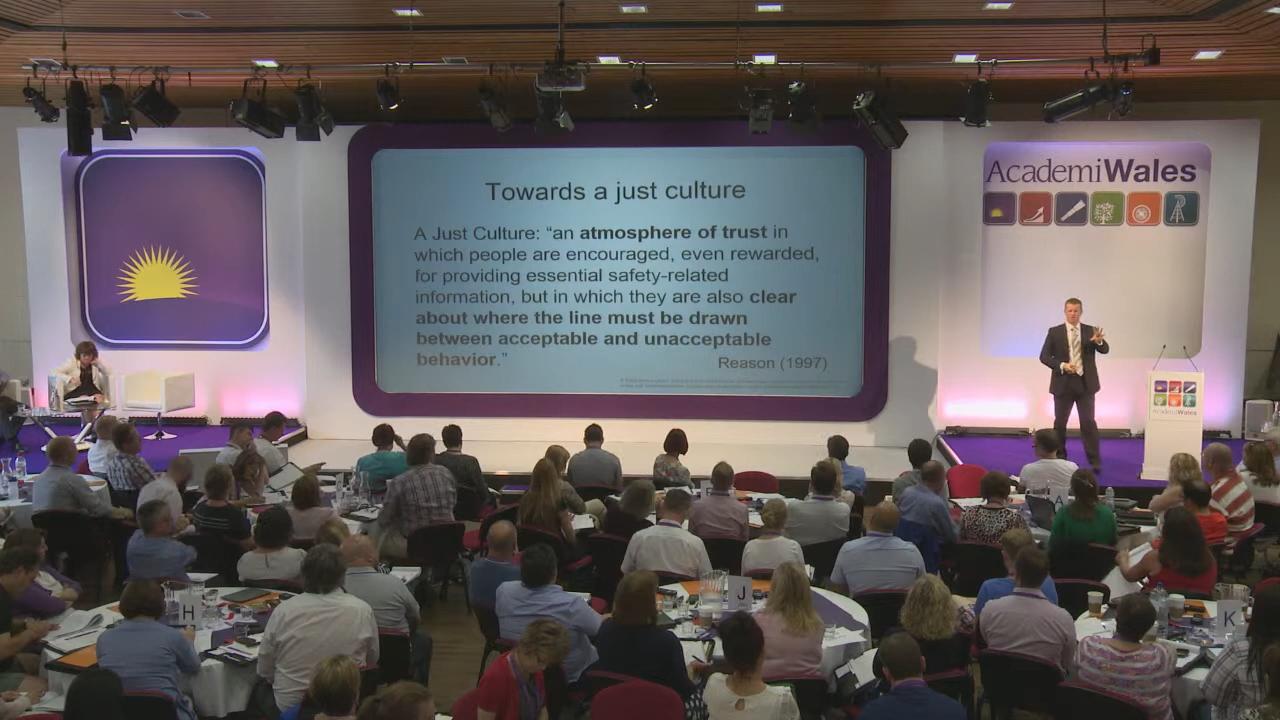 AcademiWales
Towards a just culture
A Just Culture: “an atmosphere of trust in
which people are encouraged, even rewarded,
for providing essential safety-related
information, but in which they are also clear
about where the line must be drawn
between acceptable and unacceptable
behavior.”
Reason (1997)
AcademiWales
H
J
K
A